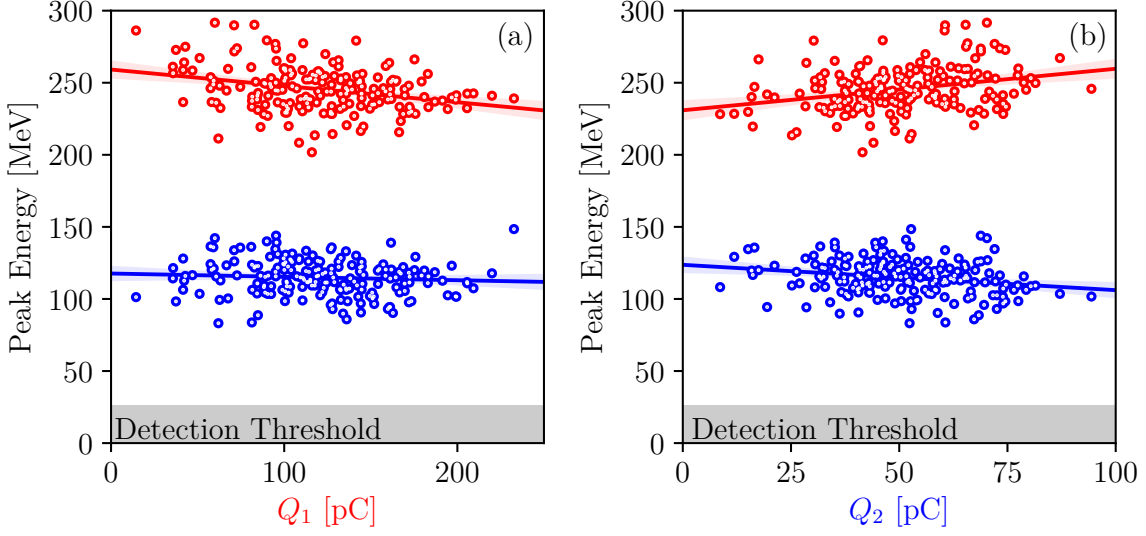 300
250
200
150
100
50
0
Peak Energy [MeV]
(a)
Detection Threshold
0 100 200
Q₁ [pC]
300
250
200
150
100
50
0
Peak Energy [MeV]
(b)
Detection Threshold
0 25 50 75 100
Q₂ [pC]